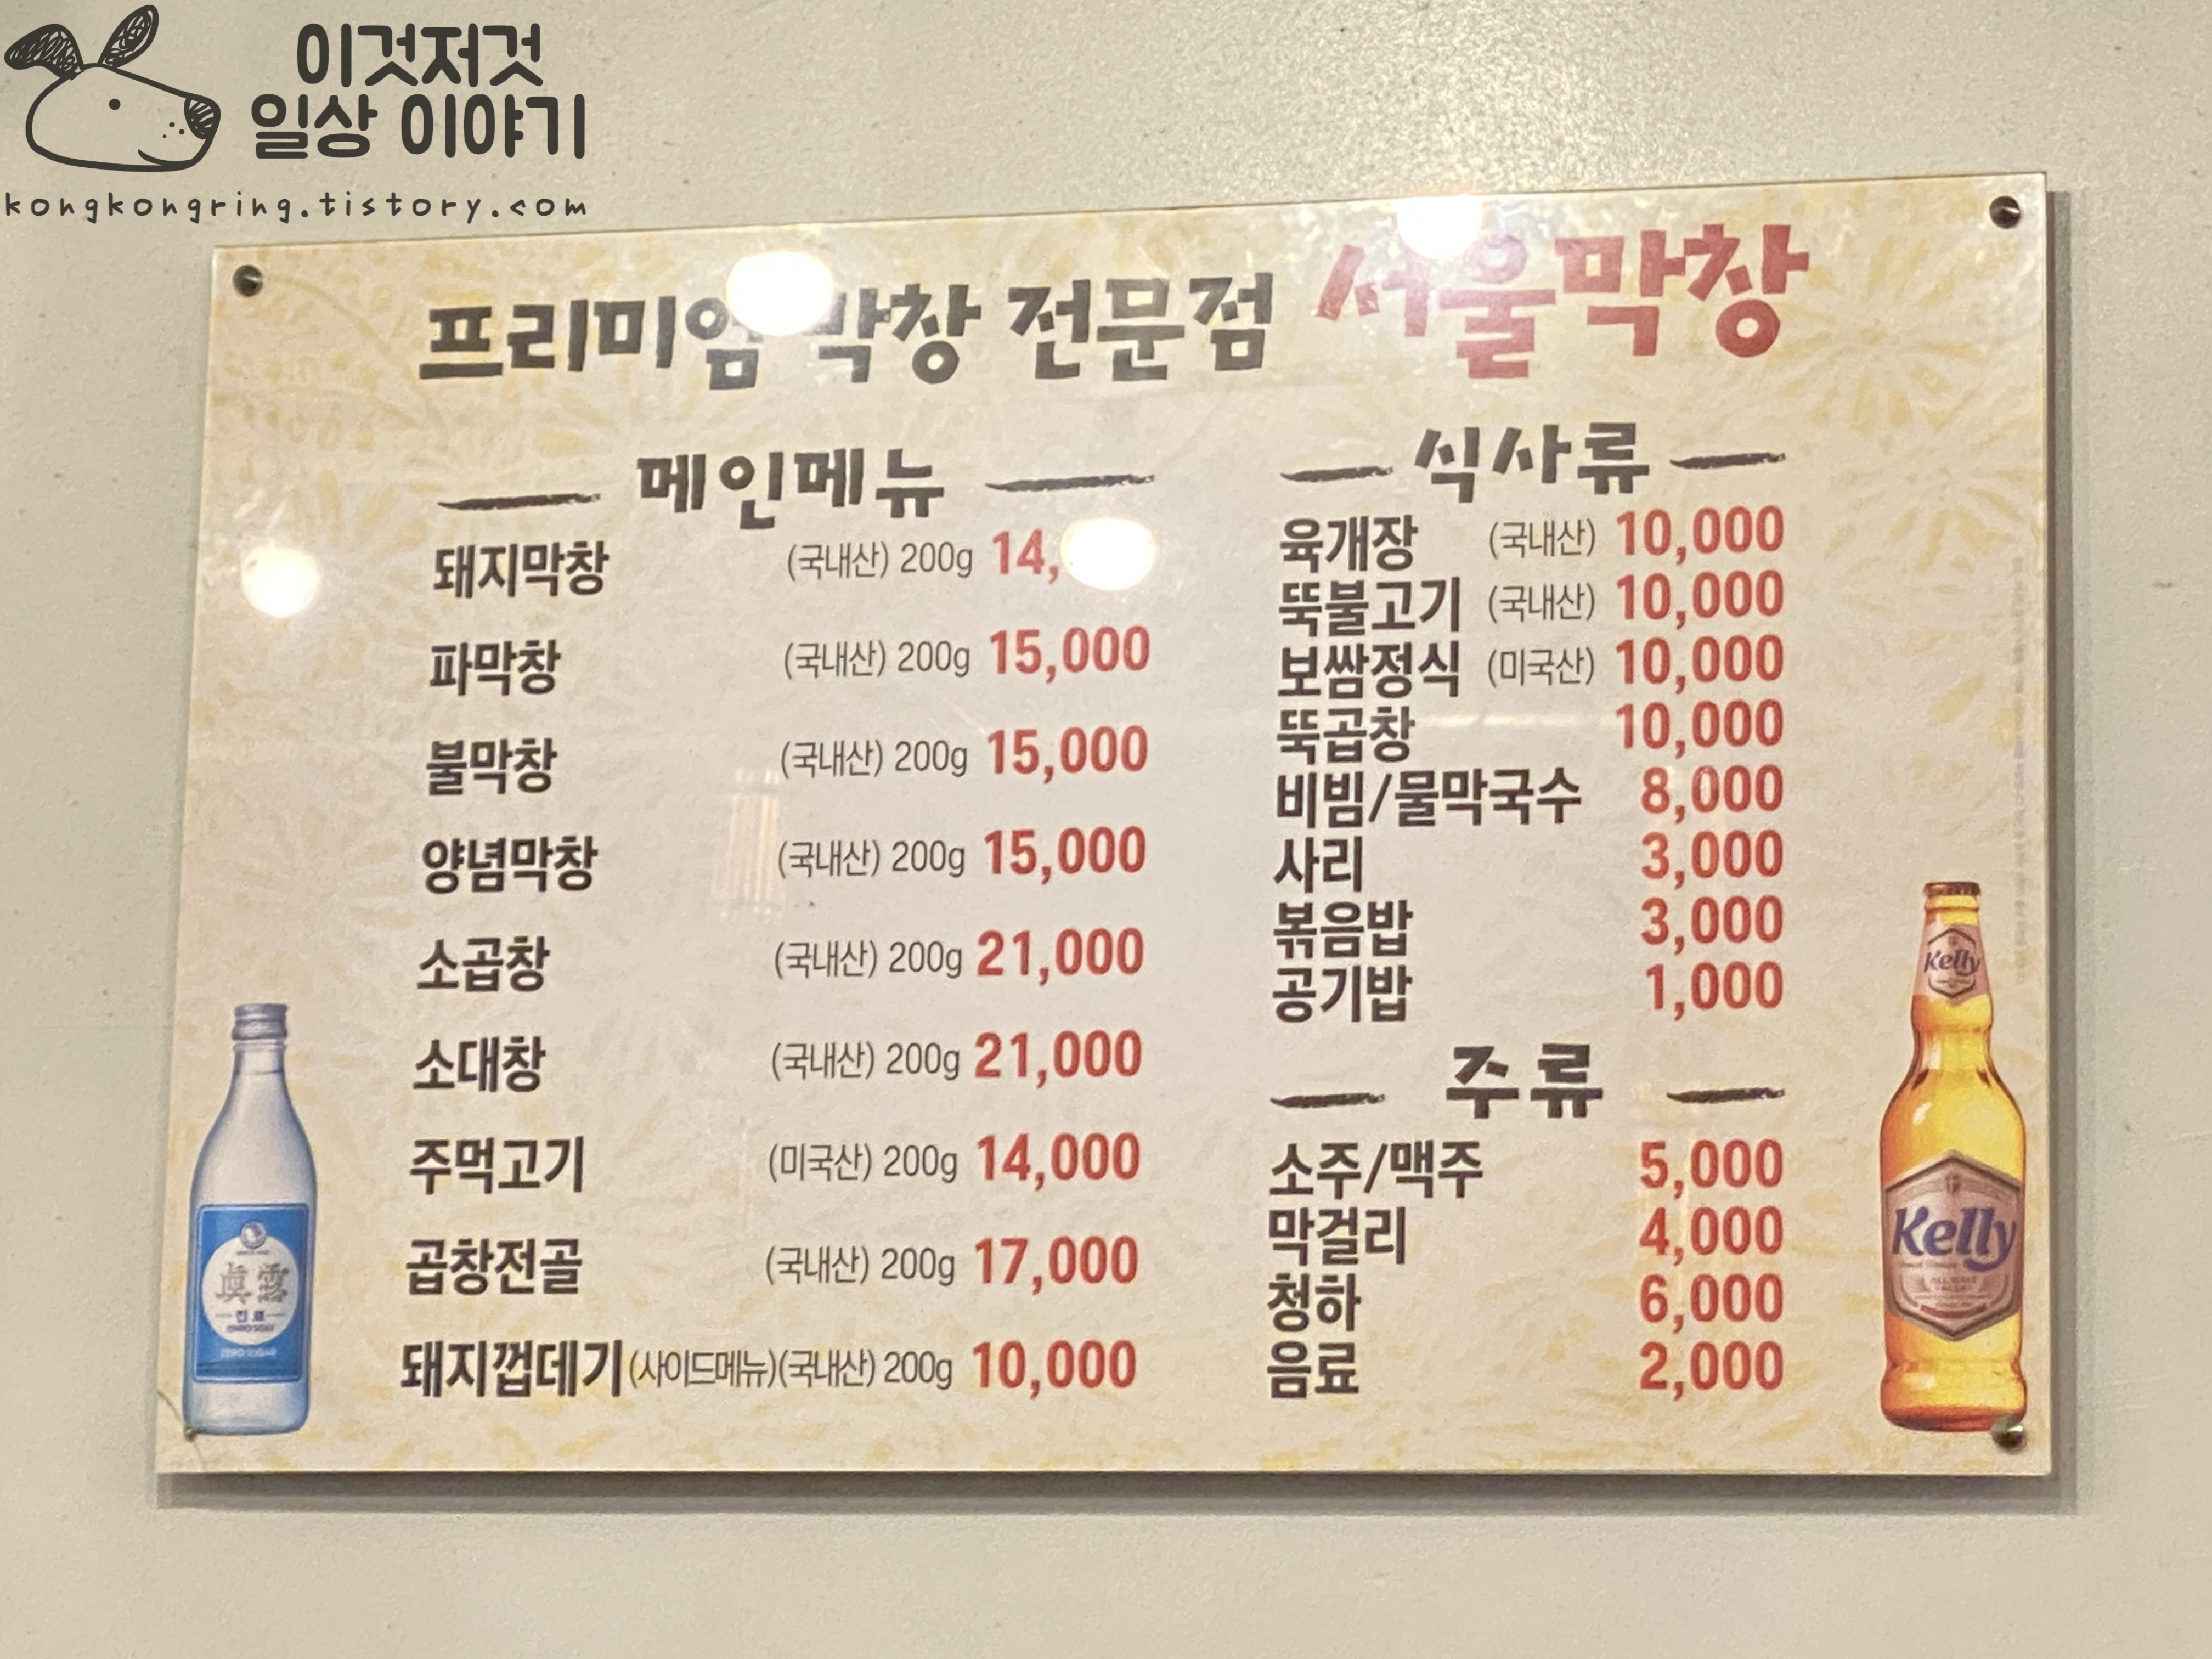 이것저것
일상 이야기
kongkongring.tistory.com
프리미엄 막창 전문점 서울막창
메인메뉴
돼지막창 (국내산) 200g 14,
파막창 (국내산) 200g 15,000
불막창 (국내산) 200g 15,000
양념막창 (국내산) 200g 15,000
소곱창 (국내산) 200g 21,000
소대창 (국내산) 200g 21,000
주먹고기 (미국산) 200g 14,000
곱창전골 (국내산) 200g 17,000
돼지껍데기(사이드메뉴)(국내산) 200g 10,000
식사류
육개장 (국내산) 10,000
뚝불고기 (국내산) 10,000
보쌈정식 (미국산) 10,000
뚝곱창 10,000
비빔/물막국수 8,000
사리 3,000
볶음밥 3,000
공기밥 1,000
주류
소주/맥주 5,000
막걸리 4,000
청하 6,000
음료 2,000
眞露
진로
ZERO SUGAR
Kelly
Kelly